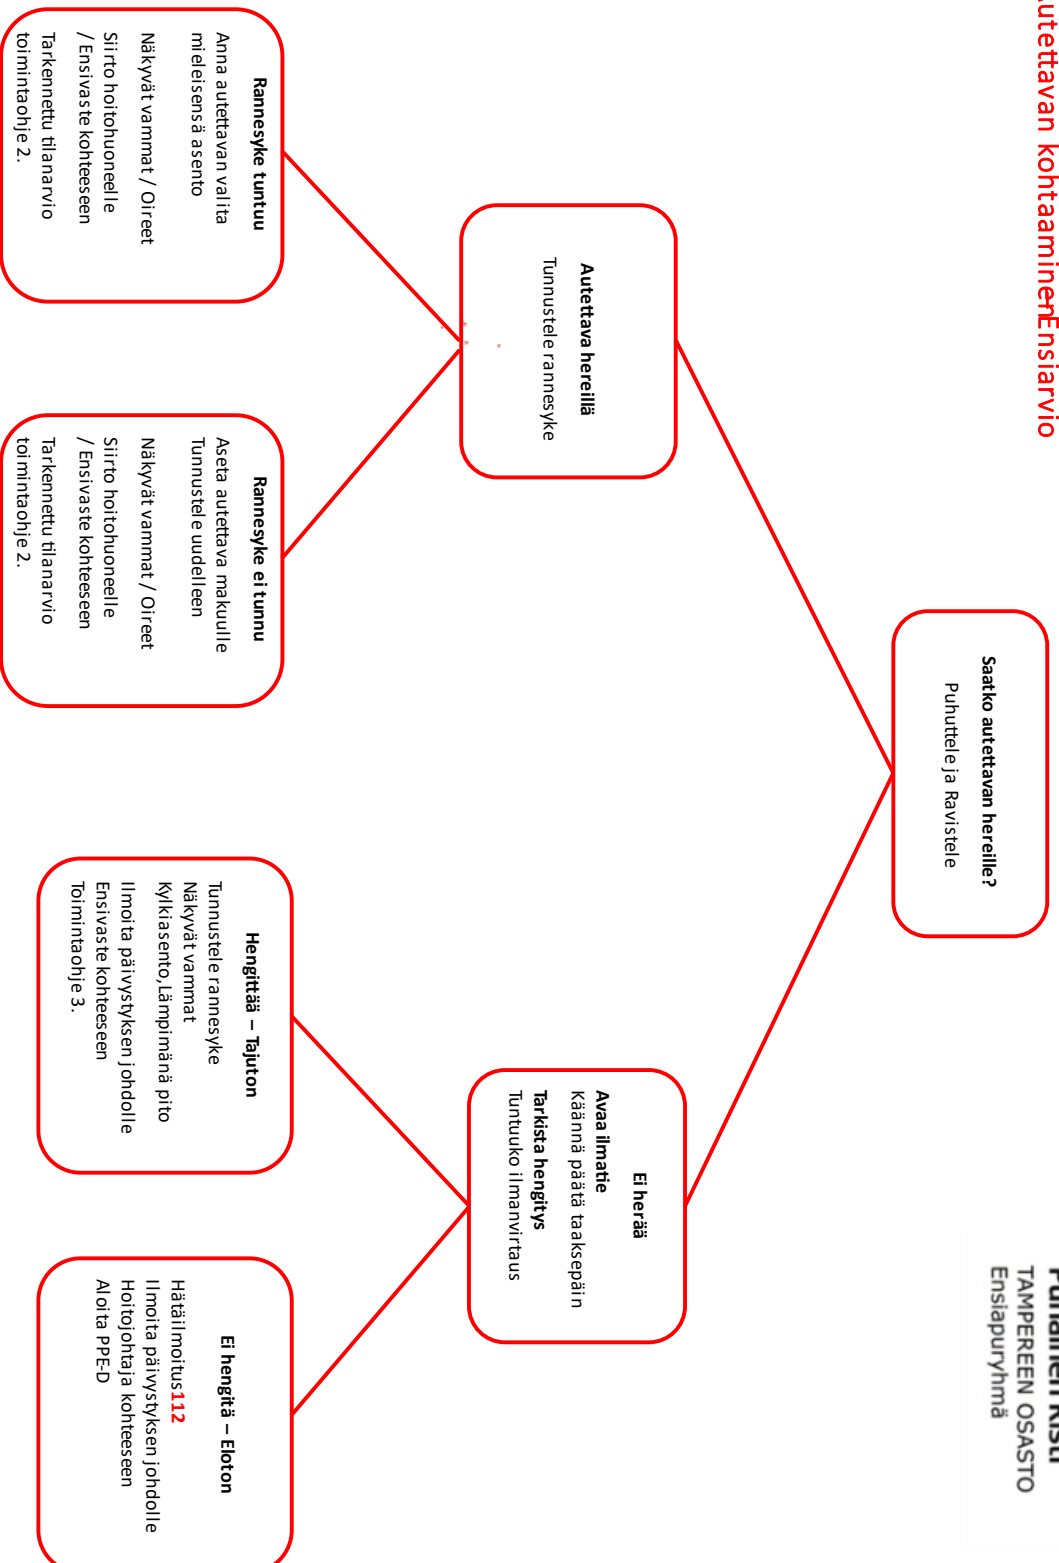 utettavan kohtaaminen Ensiarvio
Punainen Risti
TAMPEREEN OSASTO
Ensiapuryhmä
Saatko autettavan hereille?
Puhuttele ja Ravistele
Autettava hereillä
Tunnustele rannesyke
Ei herää
Avaa ilmatie
Käännä päätä taaksepäin
Tarkista hengitys
Tuntuuko ilmanvirtaus
Rannesyke tuntuu
Anna autettavan valita
mieleisensä asento
Näkyvät vammat / Oireet
Siirto hoitohuoneelle
/ Ensivaste kohteeseen
Tarkennettu tilanarvio
toimintaohje 2.
Rannesyke ei tunnu
Aseta autettava makuulle
Tunnustele uudelleen
Näkyvät vammat / Oireet
Siirto hoitohuoneelle
/ Ensivaste kohteeseen
Tarkennettu tilanarvio
toimintaohje 2.
Hengittää – Tajuton
Tunnustele rannesyke
Näkyvät vammat
Kylkiasento,Lämpimänä pito
Ilmoita päivystyksen johdolle
Ensivaste kohteeseen
Toimintaohje 3.
Ei hengitä – Eloton
Hätäilmoitus112
Ilmoita päivystyksen johdolle
Hoitojohtaja kohteeseen
Aloita PPE-D